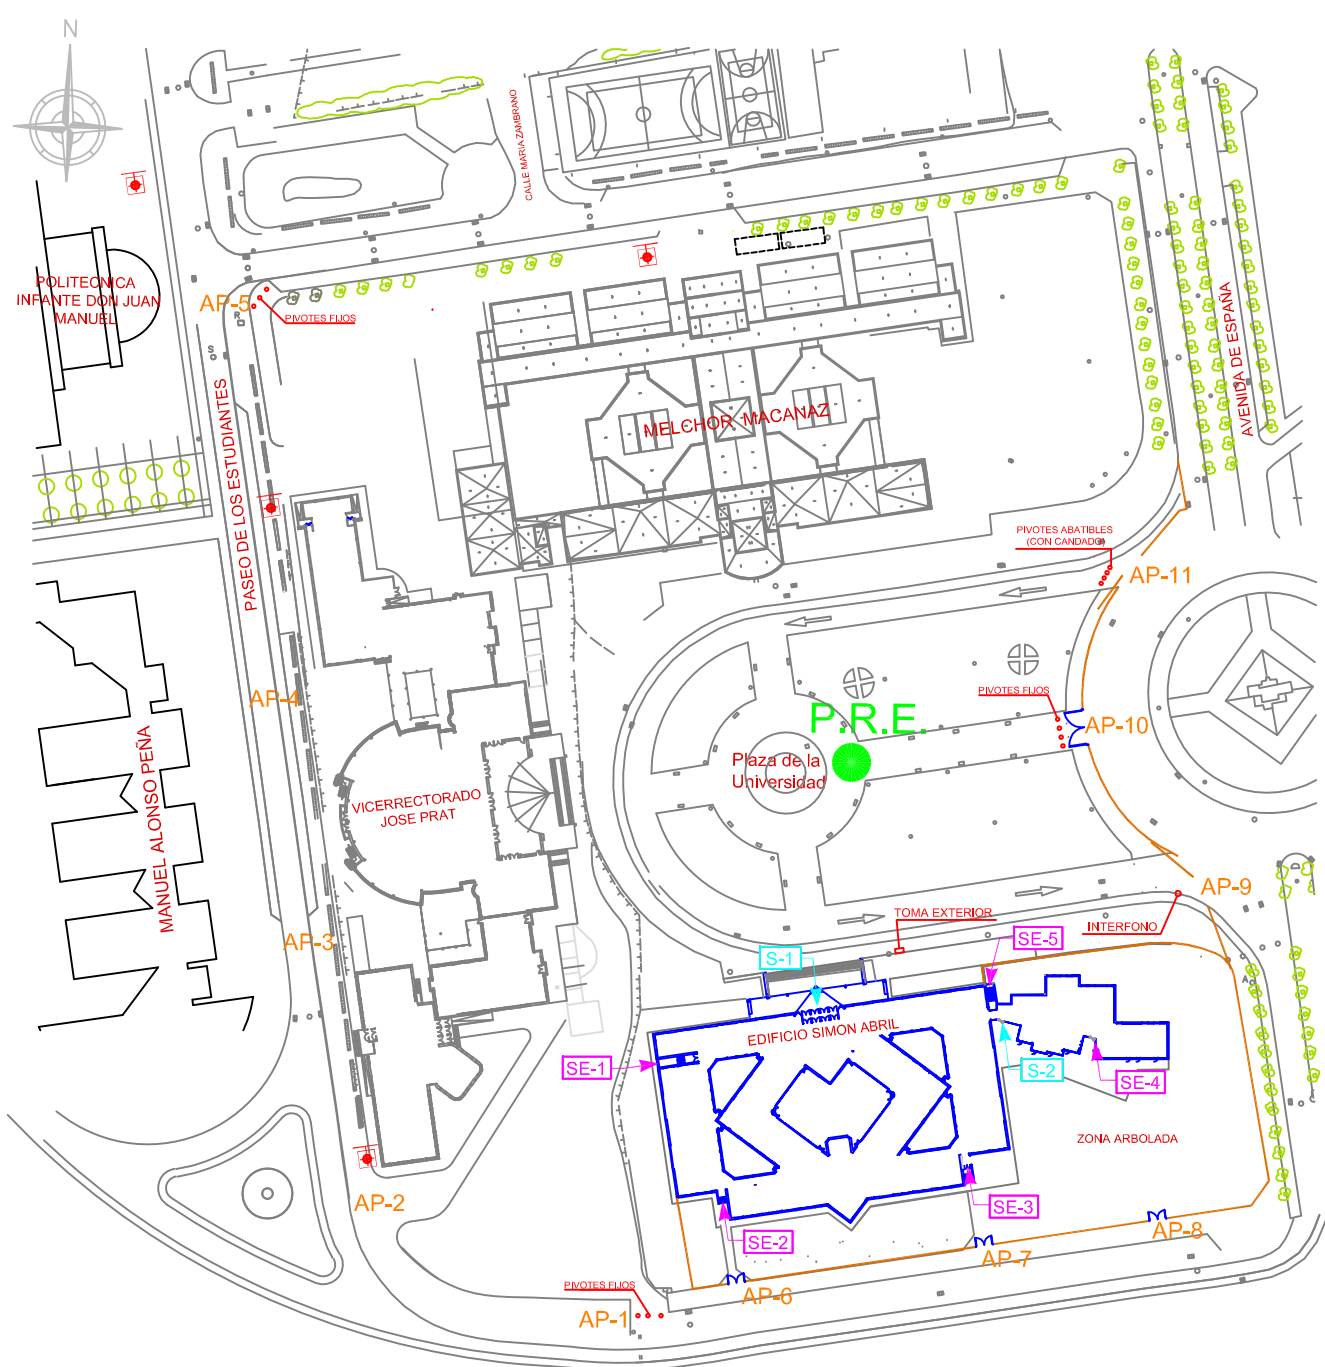 N
CALLE MARIA ZAMBRANO
POLITECNICA
INFANTE DON JUAN
MANUEL
AP-5
PIVOTES FIJOS
R
S
AVENIDA DE ESPAÑA
PASEO DE LOS ESTUDIANTES
MELCHOR MACANAZ
PIVOTES ABATIBLES
(CON CANDADO)
AP-11
AP-4
PIVOTES FIJOS
P.R.E.
AP-10
Plaza de la
Universidad
MANUEL ALONSO PEÑA
VICERRECTORADO
JOSE PRAT
AP-9
TOMA EXTERIOR
INTERFONO
AP-3
SE-5
S-1
A
EDIFICIO SIMON ABRIL
SE-1
S-2
SE-4
ZONA ARBOLADA
AP-2
SE-3
SE-2
AP-8
AP-7
PIVOTES FIJOS
AP-6
AP-1